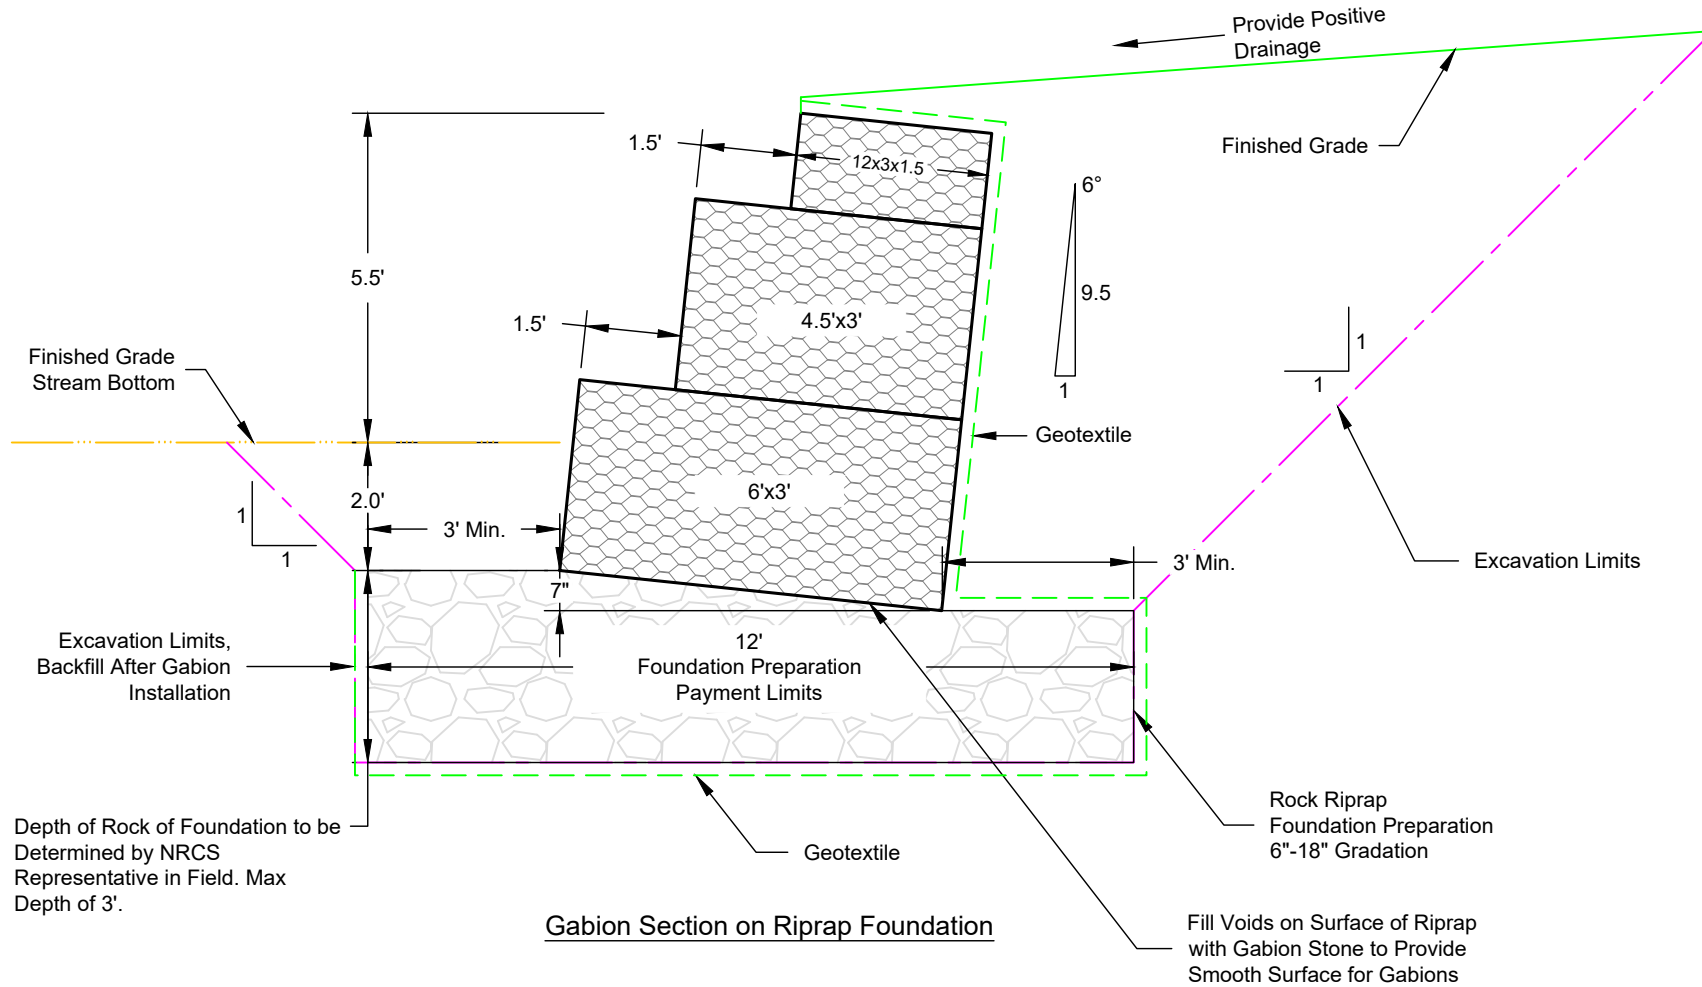 Provide Positive
Drainage
Finished Grade
1.5'
12x3x1.5
6°
9.5
1
5.5'
4.5'x3'
1.5'
1
1
Finished Grade
Stream Bottom
Geotextile
6'x3'
2.0'
3' Min.
1
1
3' Min.
Excavation Limits
7"
Excavation Limits,
Backfill After Gabion
Installation
12'
Foundation Preparation
Payment Limits
Rock Riprap
Foundation Preparation
6"-18" Gradation
Depth of Rock of Foundation to be
Determined by NRCS
Representative in Field. Max
Depth of 3'.
Geotextile
Gabion Section on Riprap Foundation
Fill Voids on Surface of Riprap
with Gabion Stone to Provide
Smooth Surface for Gabions